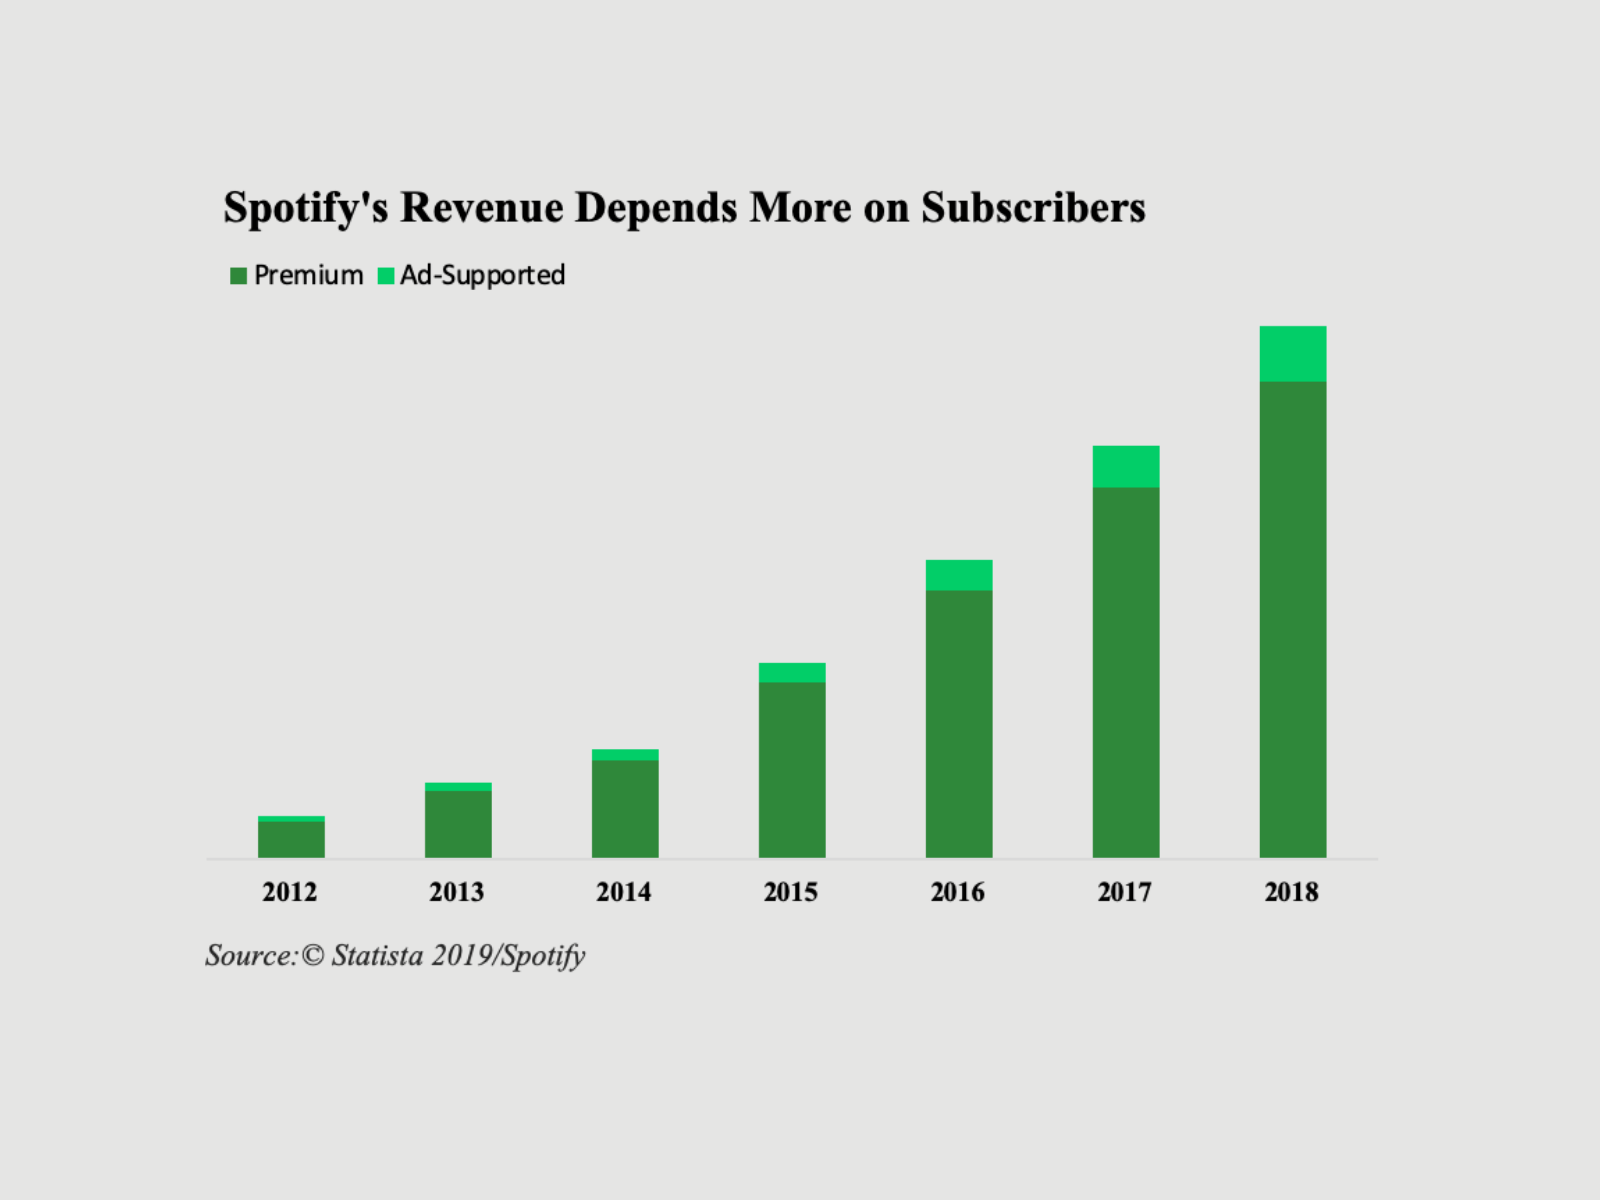 Spotify's Revenue Depends More on Subscribers
Premium Ad-Supported
2012 2013 2014 2015 2016 2017 2018
Source:© Statista 2019/Spotify